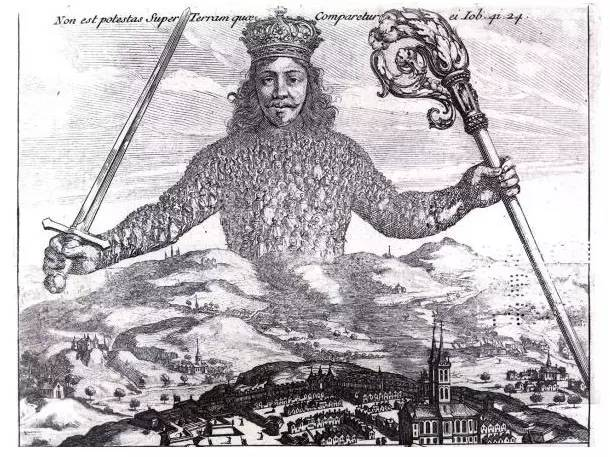 Non est potestas Super Terram quæ Comparetur ei Iob. 41. 24.